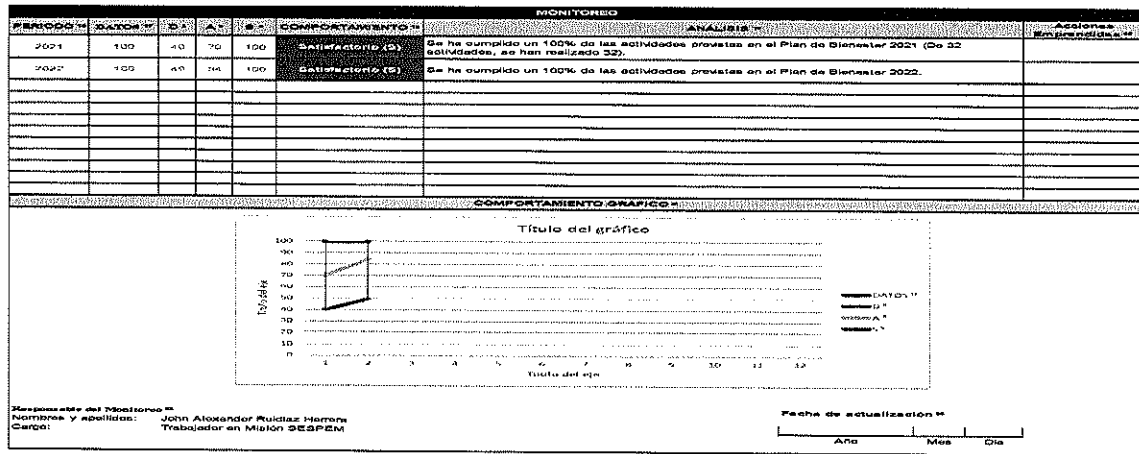 MONITOREO
PERIODO DATOS D A S COMPORTAMIENTO ANÁLISIS Acciones Emprendidas
2021 100 40 70 100 Satisfactorio (S) Se ha cumplido un 100% de las actividades previstas en el Plan de Bienestar 2021 (De 32
actividades, se han realizado 32).
2022 100 100 Satisfactorio (S) Se ha cumplido un 100% de las actividades previstas en el Plan de Bienestar 2022.
COMPORTAMIENTO GRAFICO
Título del gráfico
100
90
80
70
60
50
40
30
20
10
0
1 2 3 4 5 6 7 8 9 10 11 12
Título del eje
DATOS
D
A
S
Responsable del Monitoreo
Nombres y apellidos: John Alexander Ruidiaz Herrera
Cargo: Trabajador en Misión SESPEM
Fecha de actualización
Año Mes Día